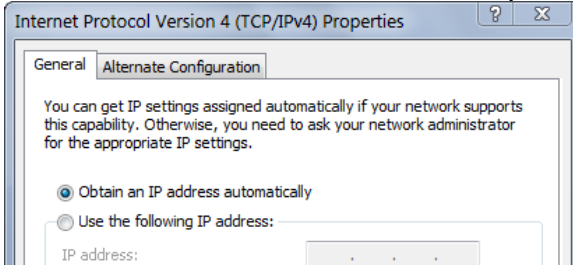 Internet Protocol Version 4 (TCP/IPv4) Properties
General Alternate Configuration
You can get IP settings assigned automatically if your network supports
this capability. Otherwise, you need to ask your network administrator
for the appropriate IP settings.
Obtain an IP address automatically
Use the following IP address:
IP address: . . .